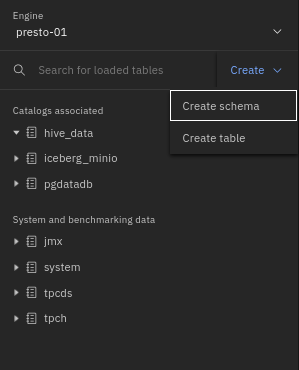 Engine
presto-01
Search for loaded tables
Create
Create schema
Create table
Catalogs associated
hive_data
iceberg_minio
pgdatadb
System and benchmarking data
jmx
system
tpcds
tpch